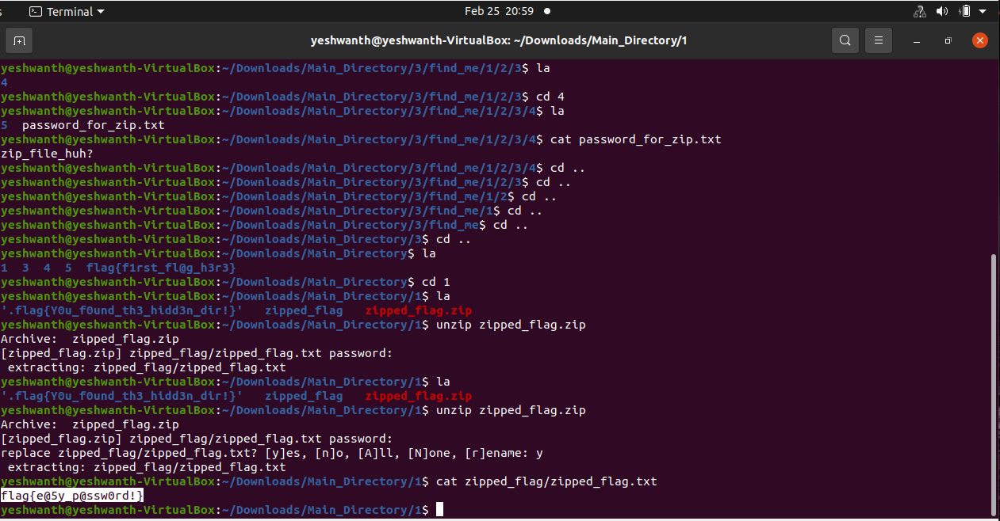 Terminal
Feb 25 20:59
yeshwanth@yeshwanth-VirtualBox: ~/Downloads/Main_Directory/1
yeshwanth@yeshwanth-VirtualBox:~/Downloads/Main_Directory/3/find_me/1/2/3$ la
4
yeshwanth@yeshwanth-VirtualBox:~/Downloads/Main_Directory/3/find_me/1/2/3$ cd 4
yeshwanth@yeshwanth-VirtualBox:~/Downloads/Main_Directory/3/find_me/1/2/3/4$ la
5  password_for_zip.txt
yeshwanth@yeshwanth-VirtualBox:~/Downloads/Main_Directory/3/find_me/1/2/3/4$ cat password_for_zip.txt
zip_file_huh?
yeshwanth@yeshwanth-VirtualBox:~/Downloads/Main_Directory/3/find_me/1/2/3/4$ cd ..
yeshwanth@yeshwanth-VirtualBox:~/Downloads/Main_Directory/3/find_me/1/2/3$ cd ..
yeshwanth@yeshwanth-VirtualBox:~/Downloads/Main_Directory/3/find_me/1/2$ cd ..
yeshwanth@yeshwanth-VirtualBox:~/Downloads/Main_Directory/3/find_me/1$ cd ..
yeshwanth@yeshwanth-VirtualBox:~/Downloads/Main_Directory/3/find_me$ cd ..
yeshwanth@yeshwanth-VirtualBox:~/Downloads/Main_Directory/3$ cd ..
yeshwanth@yeshwanth-VirtualBox:~/Downloads/Main_Directory$ la
1  3  4  5  flag{f1rst_fl@g_h3r3}
yeshwanth@yeshwanth-VirtualBox:~/Downloads/Main_Directory$ cd 1
yeshwanth@yeshwanth-VirtualBox:~/Downloads/Main_Directory/1$ la
'.flag{Y0u_f0und_th3_hidd3n_dir!}'   zipped_flag   zipped_flag.zip
yeshwanth@yeshwanth-VirtualBox:~/Downloads/Main_Directory/1$ unzip zipped_flag.zip
Archive:  zipped_flag.zip
[zipped_flag.zip] zipped_flag/zipped_flag.txt password:
 extracting: zipped_flag/zipped_flag.txt
yeshwanth@yeshwanth-VirtualBox:~/Downloads/Main_Directory/1$ la
'.flag{Y0u_f0und_th3_hidd3n_dir!}'   zipped_flag   zipped_flag.zip
yeshwanth@yeshwanth-VirtualBox:~/Downloads/Main_Directory/1$ unzip zipped_flag.zip
Archive:  zipped_flag.zip
[zipped_flag.zip] zipped_flag/zipped_flag.txt password:
replace zipped_flag/zipped_flag.txt? [y]es, [n]o, [A]ll, [N]one, [r]ename: y
 extracting: zipped_flag/zipped_flag.txt
yeshwanth@yeshwanth-VirtualBox:~/Downloads/Main_Directory/1$ cat zipped_flag/zipped_flag.txt
flag{e@5y_p@ssw0rd!}
yeshwanth@yeshwanth-VirtualBox:~/Downloads/Main_Directory/1$